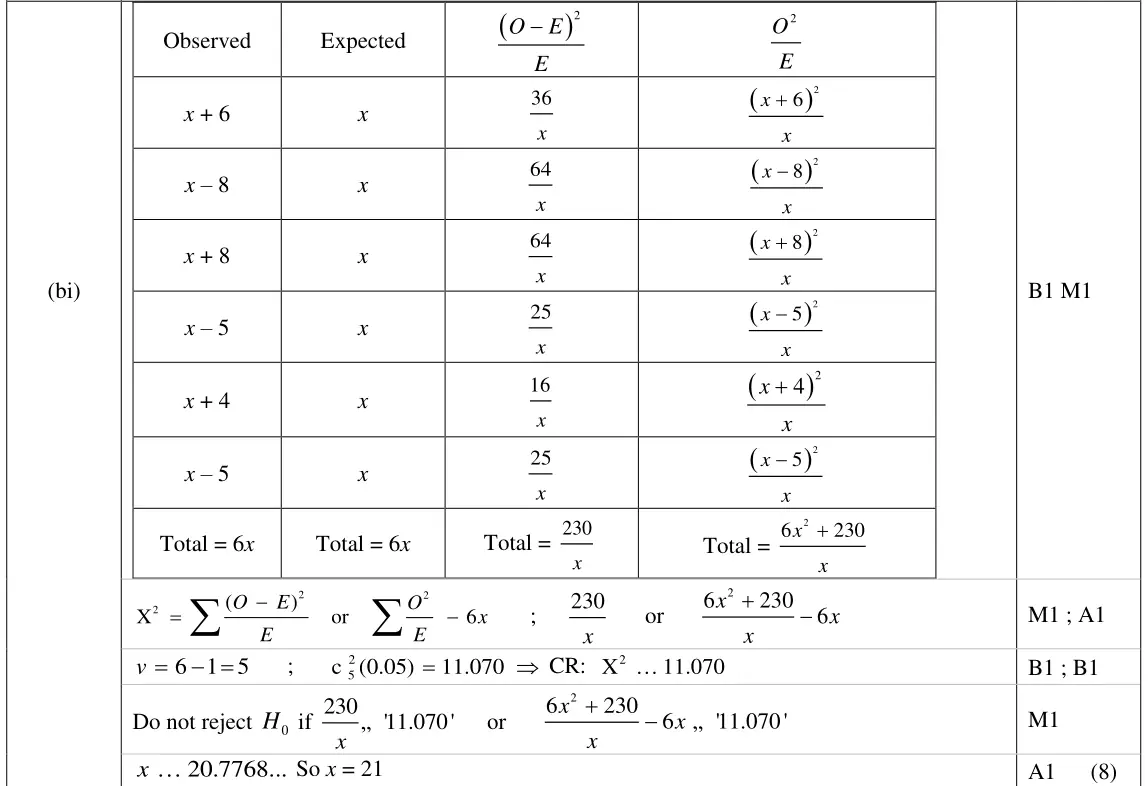 Observed Expected (O − E)²/E O²/E
x + 6 x 36/x (x + 6)²/x
x – 8 x 64/x (x − 8)²/x
x + 8 x 64/x (x + 8)²/x
(bi) B1 M1
x – 5 x 25/x (x − 5)²/x
x + 4 x 16/x (x + 4)²/x
x – 5 x 25/x (x − 5)²/x
Total = 6x Total = 6x Total = 230/x Total = (6x² + 230)/x
X² = ∑ (O − E)²/E or ∑ O²/E − 6x ; 230/x or (6x² + 230)/x − 6x M1 ; A1
v = 6 − 1 = 5 ; c ²₅ (0.05) = 11.070 ⇒ CR: X² … 11.070 B1 ; B1
Do not reject H₀ if 230/x ,, '11.070' or (6x² + 230)/x − 6x ,, '11.070' M1
x … 20.7768... So x = 21 A1 (8)